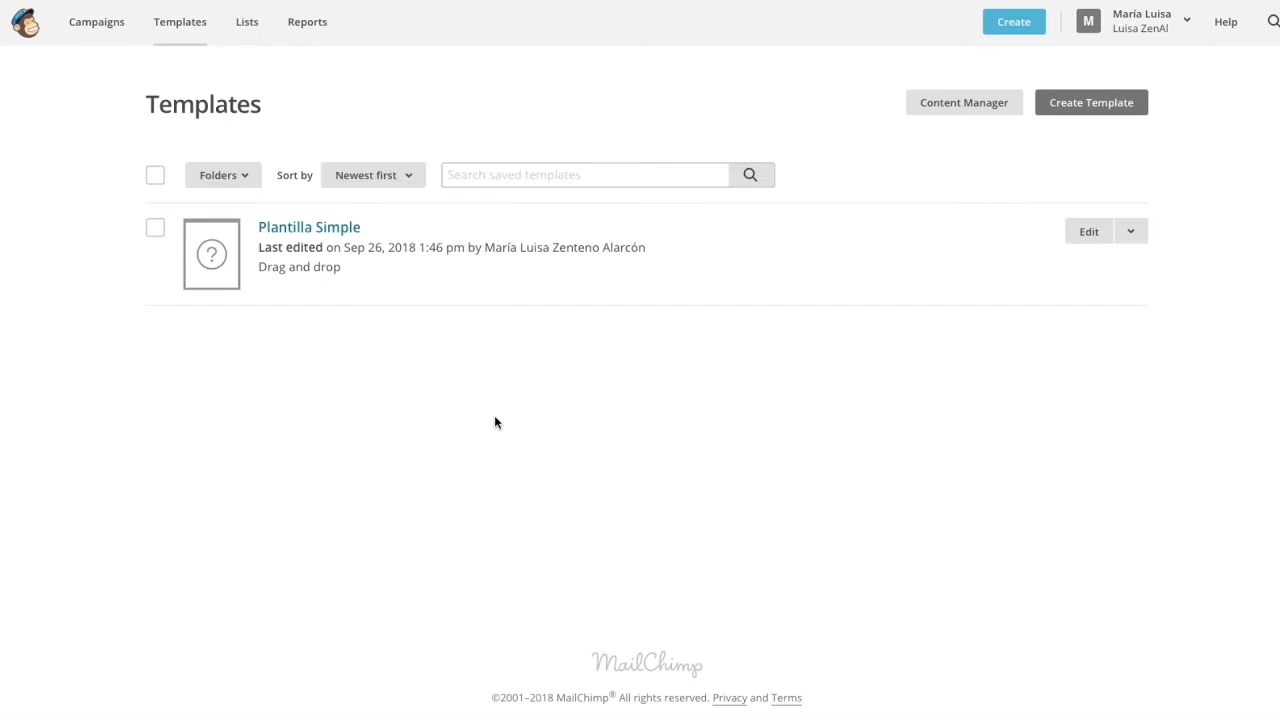 Campaigns Templates Lists Reports Create M María Luisa Help
Luisa ZenAl
Templates
Content Manager Create Template
Folders Sort by Newest first Search saved templates
Plantilla Simple
Last edited on Sep 26, 2018 1:46 pm by María Luisa Zenteno Alarcón
Drag and drop
Edit
?
MailChimp
©2001–2018 MailChimp® All rights reserved. Privacy and Terms